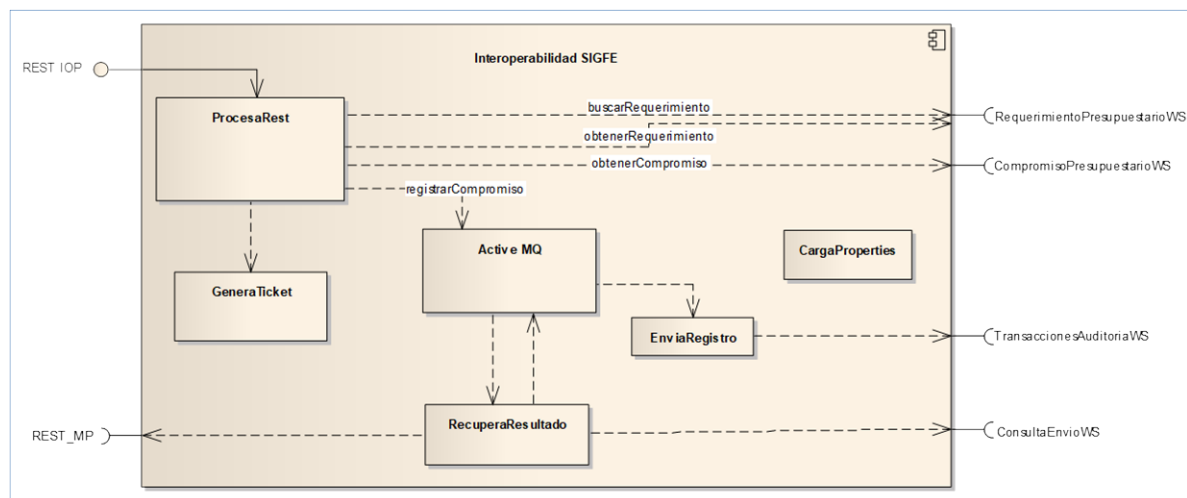 Interoperabilidad SIGFE
REST IOP
ProcesaRest
buscarRequerimiento
RequerimientoPresupuestarioWS
obtenerRequerimiento
obtenerCompromiso
CompromisoPresupuestarioWS
registrarCompromiso
Active MQ
CargaProperties
GeneraTicket
EnviaRegistro
TransaccionesAuditoriaWS
RecuperaResultado
REST_MP
ConsultaEnvioWS